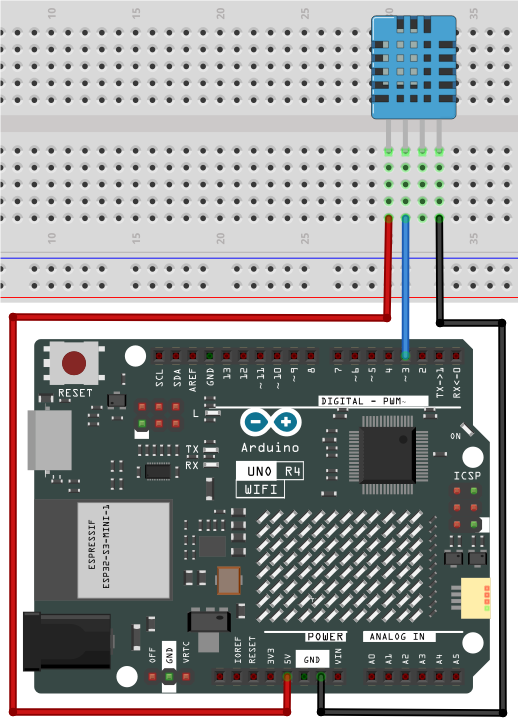 10 15 20 25 30 35
10 15 20 25 35
RESET
SCL SDA AREF GND 13 12 ~11 ~10 ~9 8 7 ~6 ~5 4 ~3 2 TX→1 RX←0
DIGITAL - PWM~
L
TX
RX
Arduino
ON
UNO R4
WIFI
ICSP
ESPRESSIF
ESP32-S3-MINI-1
POWER ANALOG IN
OFF GND VRTC IOREF RESET 3V3 5V GND VIN A0 A1 A2 A3 A4 A5